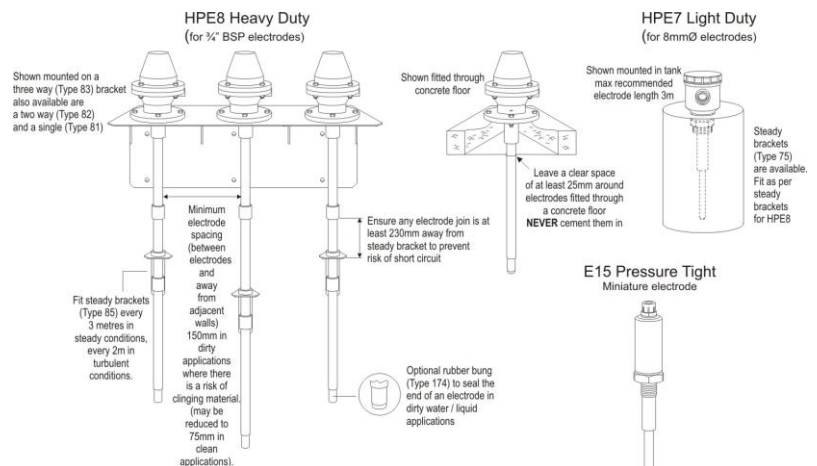 HPE8 Heavy Duty
(for ¾" BSP electrodes)
Shown mounted on a
three way (Type 83) bracket
also available are
a two way (Type 82)
and a single (Type 81)
Minimum
electrode
spacing
(between
electrodes
and
away
from
adjacent
walls)
150mm in
dirty
applications
where there
is a risk of
clinging material.
(may be
reduced to
75mm in
clean
applications).
Fit steady brackets
(Type 85) every
3 metres in
steady conditions,
every 2m in
turbulent
conditions.
Ensure any electrode join is at
least 230mm away from
steady bracket to prevent
risk of short circuit
Optional rubber bung
(Type 174) to seal the
end of an electrode in
dirty water / liquid
applications
Shown fitted through
concrete floor
Leave a clear space
of at least 25mm around
electrodes fitted through
a concrete floor
NEVER cement them in
HPE7 Light Duty
(for 8mmØ electrodes)
Shown mounted in tank
max recommended
electrode length 3m
Steady
brackets
(Type 75)
are available.
Fit as per
steady
brackets
for HPE8
E15 Pressure Tight
Miniature electrode